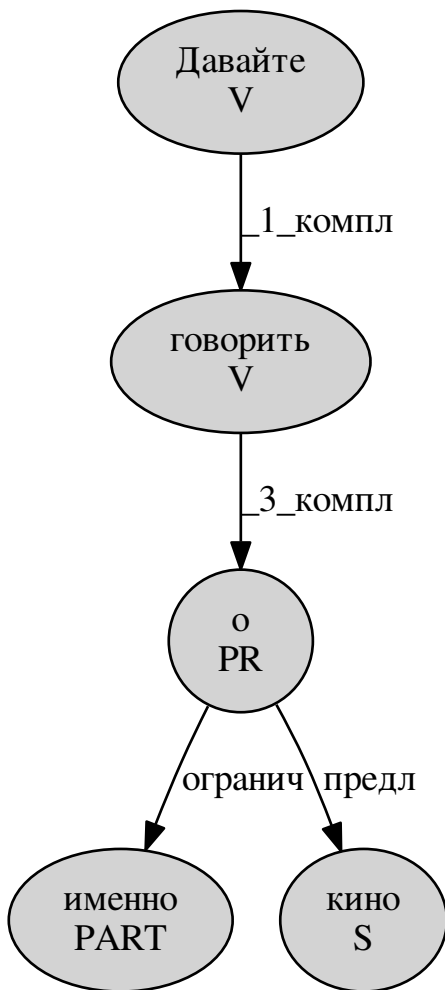 Давайте
V
_1_компл
говорить
V
_3_компл
о
PR
огранич предл
именно
PART
кино
S